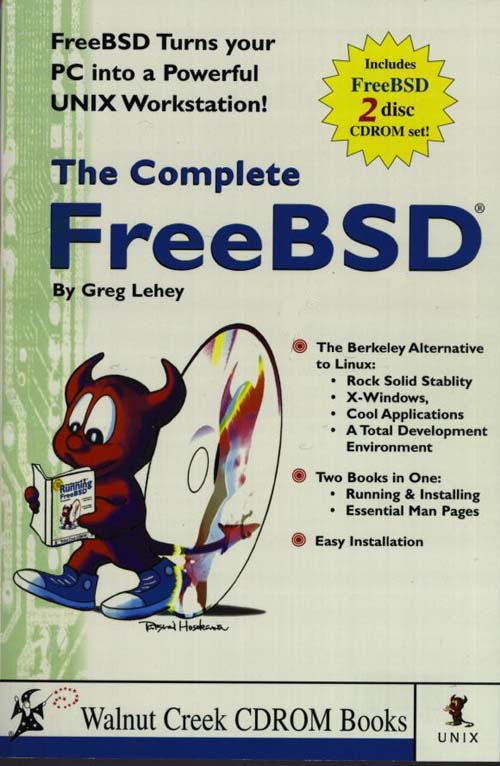 FreeBSD Turns your
PC into a Powerful
UNIX Workstation!
Includes
FreeBSD
2 disc
CDROM set!
The Complete
FreeBSD®
By Greg Lehey
The Berkeley Alternative
to Linux:
• Rock Solid Stablity
• X-Windows,
• Cool Applications
• A Total Development
Environment
Two Books in One:
• Running & Installing
• Essential Man Pages
Easy Installation
Running
FreeBSD
Walnut Creek CDROM Books
UNIX